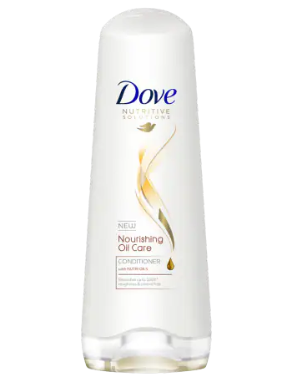 Dove
NUTRITIVE
SOLUTIONS
NEW
Nourishing
Oil Care
CONDITIONER